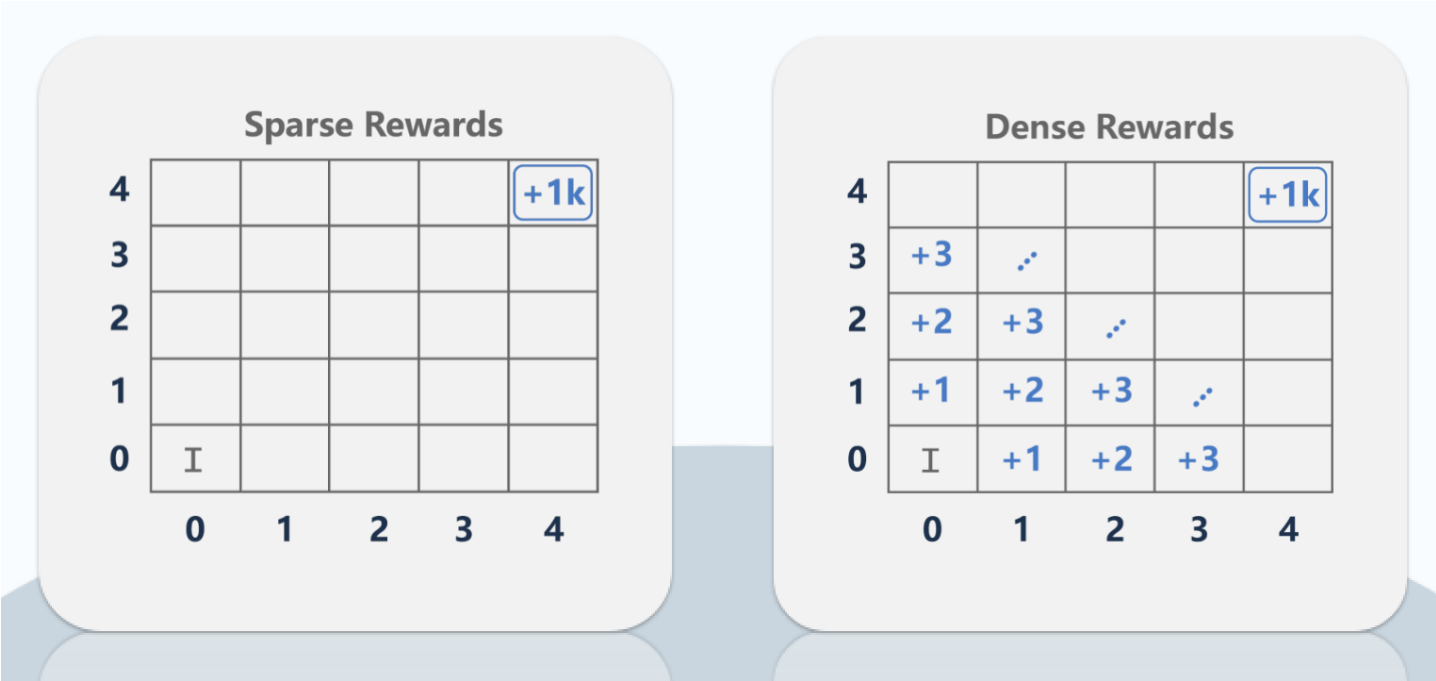 Sparse Rewards
4 +1k
3
2
1
0 I
0 1 2 3 4
Dense Rewards
4 +1k
3 +3 ⋰
2 +2 +3 ⋰
1 +1 +2 +3 ⋰
0 I +1 +2 +3
0 1 2 3 4